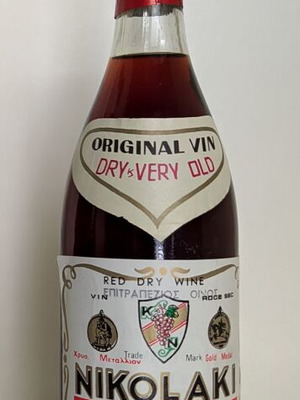 ORIGINAL VIN
DRY & VERY OLD
RED DRY WINE
ΕΠΙΤΡΑΠΕΖΙΟΣ ΟΙΝΟΣ
VIN ROGE SEC
K N
Χρυσ. Μεταλλιον Trade Mark Gold Medal
NIKOLAKI